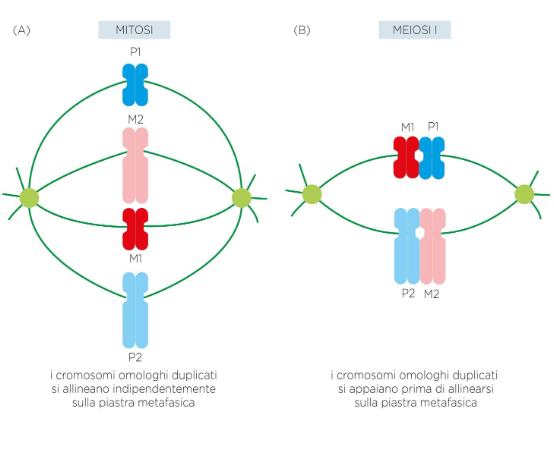 (A)
MITOSI
P1
M2
M1
P2
i cromosomi omologhi duplicati
si allineano indipendentemente
sulla piastra metafasica
(B)
MEIOSI I
M1 P1
P2 M2
i cromosomi omologhi duplicati
si appaiano prima di allinearsi
sulla piastra metafasica